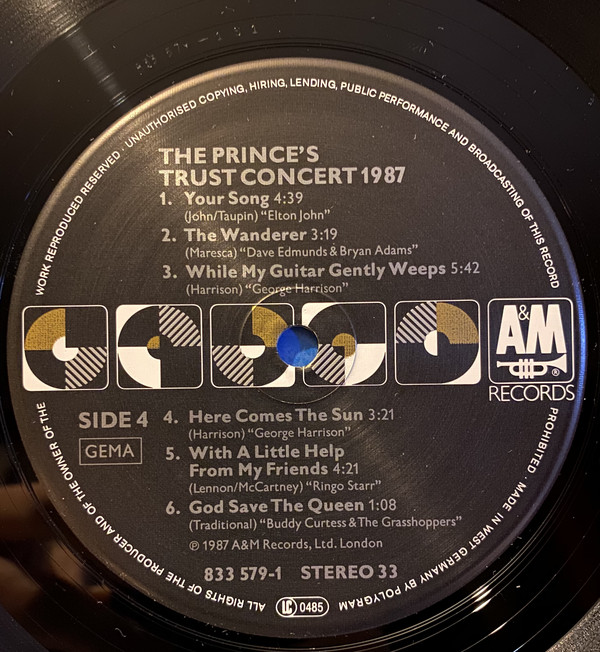 WORK REPRODUCED RESERVED · UNAUTHORISED COPYING, HIRING, LENDING, PUBLIC PERFORMANCE AND BROADCASTING OF THIS RECORD
THE PRINCE'S
TRUST CONCERT 1987
1. Your Song 4:39
(John/Taupin) "Elton John"
2. The Wanderer 3:19
(Maresca) "Dave Edmunds & Bryan Adams"
3. While My Guitar Gently Weeps 5:42
(Harrison) "George Harrison"
A&M
®
RECORDS
SIDE 4
GEMA
4. Here Comes The Sun 3:21
(Harrison) "George Harrison"
5. With A Little Help
From My Friends 4:21
(Lennon/McCartney) "Ringo Starr"
6. God Save The Queen 1:08
(Traditional) "Buddy Curtess & The Grasshoppers"
℗ 1987 A&M Records, Ltd. London
833 579-1 STEREO 33
PROHIBITED · MADE IN WEST GERMANY BY POLYGRAM
LC 0485
ALL RIGHTS OF THE PRODUCER AND OF THE OWNER OF THE